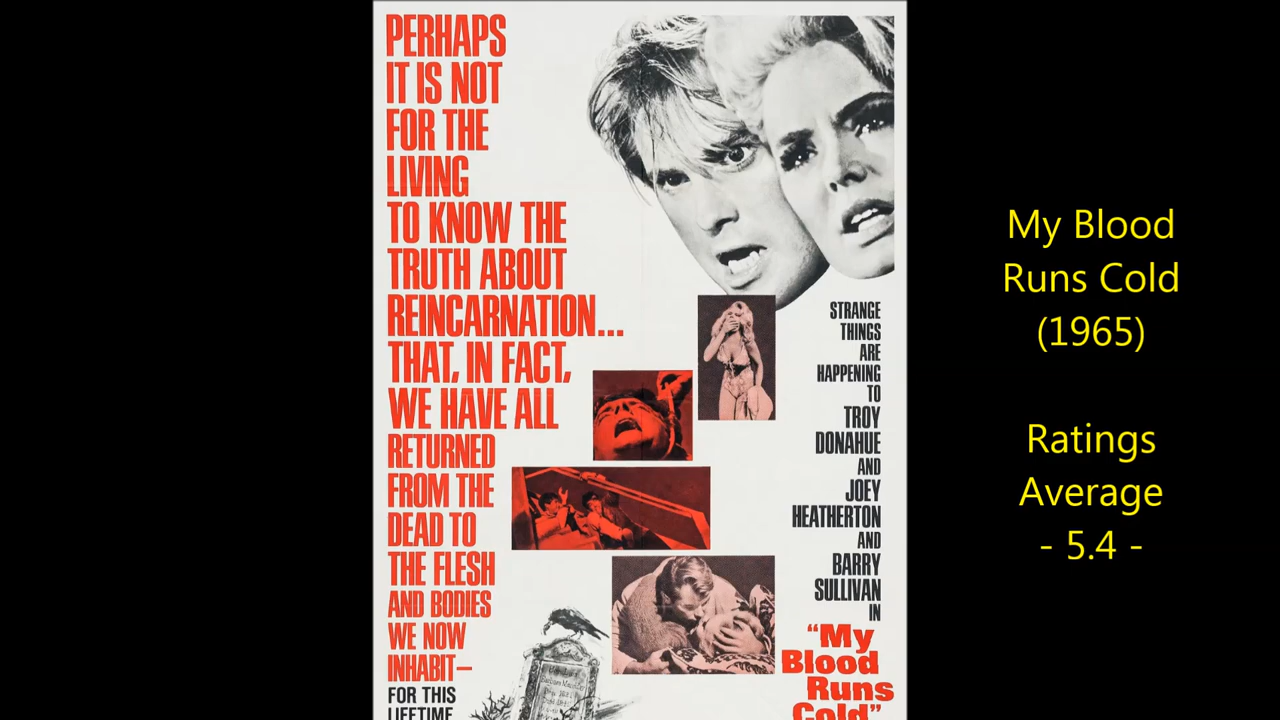 PERHAPS
IT IS NOT
FOR THE
LIVING
TO KNOW THE
TRUTH ABOUT
REINCARNATION...
THAT, IN FACT,
WE HAVE ALL
RETURNED
FROM THE
DEAD TO
THE FLESH
AND BODIES
WE NOW
INHABIT—
FOR THIS
LIFETIME
STRANGE
THINGS
ARE
HAPPENING
TO
TROY
DONAHUE
AND
JOEY
HEATHERTON
AND
BARRY
SULLIVAN
IN
“My
Blood
Runs
Cold”
My Blood
Runs Cold
(1965)
Ratings
Average
- 5.4 -